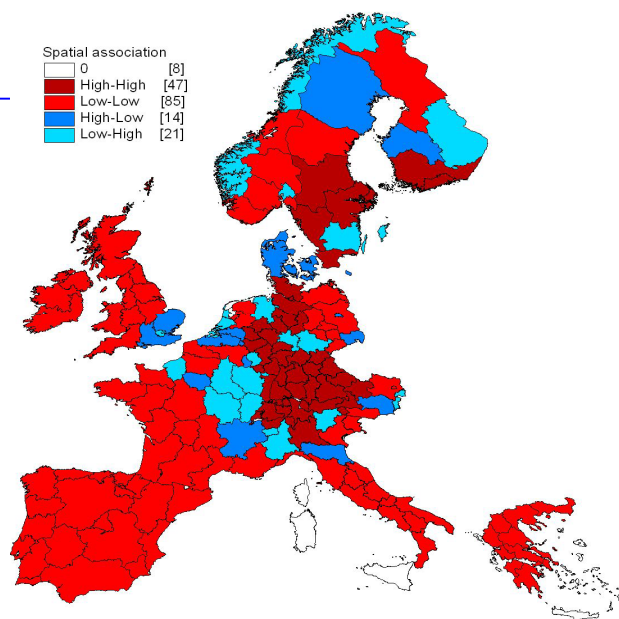 Spatial association
0 [8]
High-High [47]
Low-Low [85]
High-Low [14]
Low-High [21]